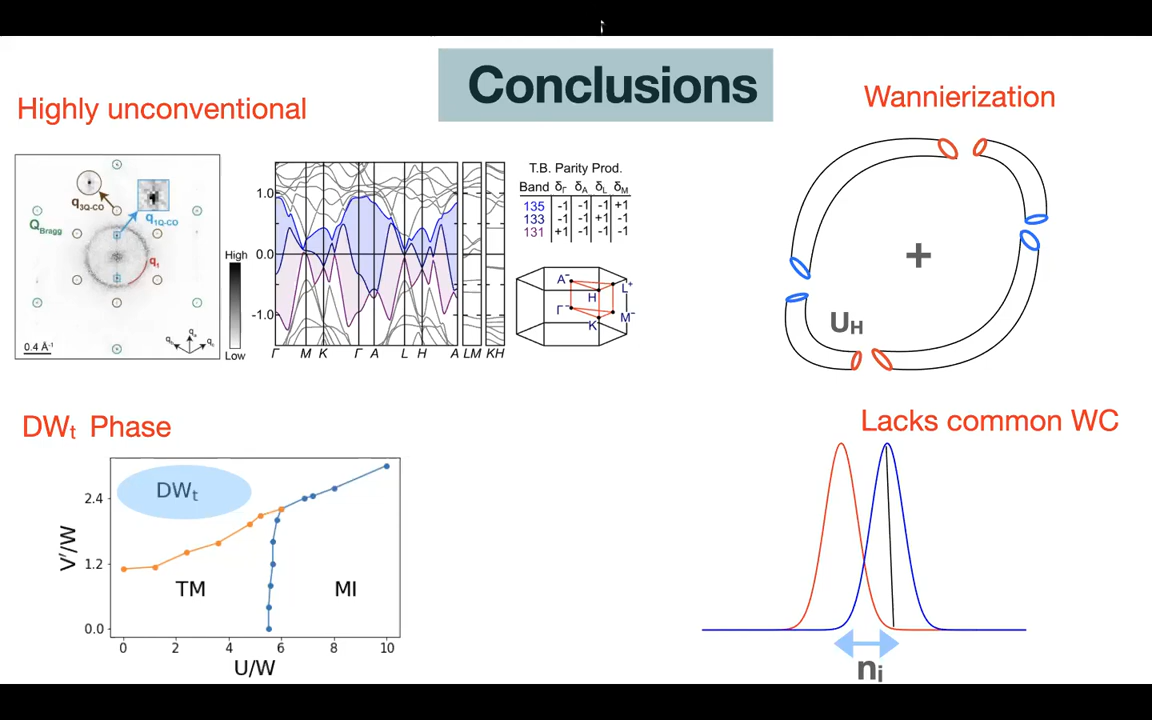 Conclusions
Highly unconventional
Wannierization
q3Q-CO
q1Q-CO
QBragg
q1
High
Low
0.4 Å-1
1.0
0.0
-1.0
Γ M K Γ A L H A LM KH
T.B. Parity Prod.
Band δΓ δA δL δM
135 -1 -1 -1 +1
133 -1 -1 +1 -1
131 +1 -1 -1 -1
A-
L+
H
Γ-
M-
K
+
UH
DWt Phase
Lacks common WC
DWt
V'/W
2.4
1.2
0.0
TM
MI
0 2 4 6 8 10
U/W
ni